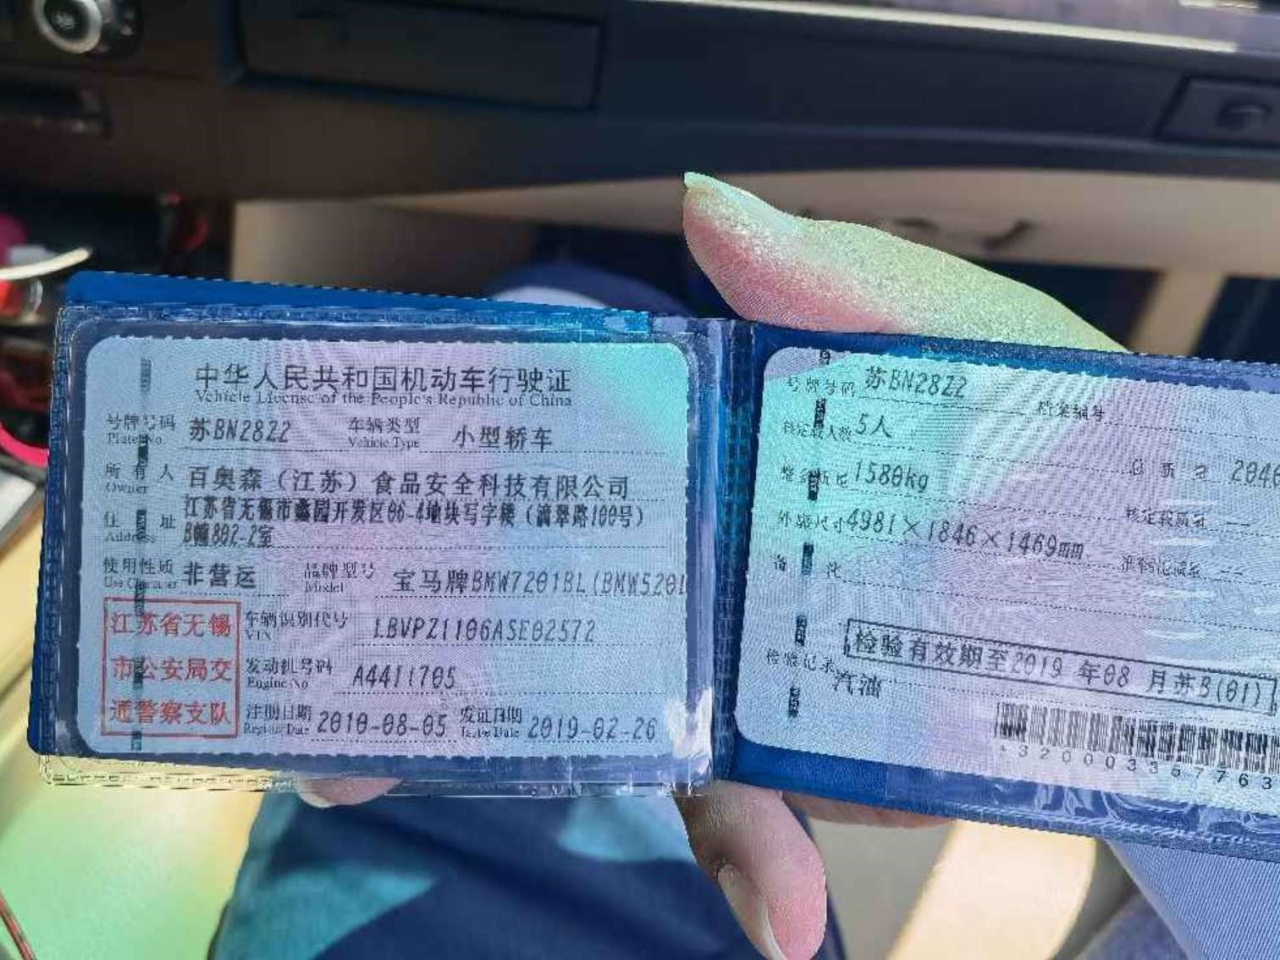 中华人民共和国机动车行驶证
Vehicle License of the People's Republic of China
号牌号码 苏BN28Z2 车辆类型 小型轿车
Plate No. Vehicle Type
所有人 百奥森（江苏）食品安全科技有限公司
Owner
住址 江苏省无锡市蠡园开发区06-4地块写字楼（滴翠路100号）
Address B幢802-2室
使用性质 非营运 品牌型号 宝马牌BMW7201BL(BMW520l
Use Character Model
江苏省无锡 车辆识别代号 LBVPZ1106ASE02572
VIN
市公安局交 发动机号码 A4411705
Engine No
通警察支队 注册日期 2010-08-05 发证日期 2019-02-26
Register Date Issue Date
号牌号码 苏BN28Z2 档案编号
核定载人数 5人
整备质量 1580kg 总质量 2040
外廓尺寸 4981×1846×1469mm 核定载质量 --
备注 准牵引总质量 --
检验有效期至2019年08月苏B(01)
检验记录 汽油
320003357763